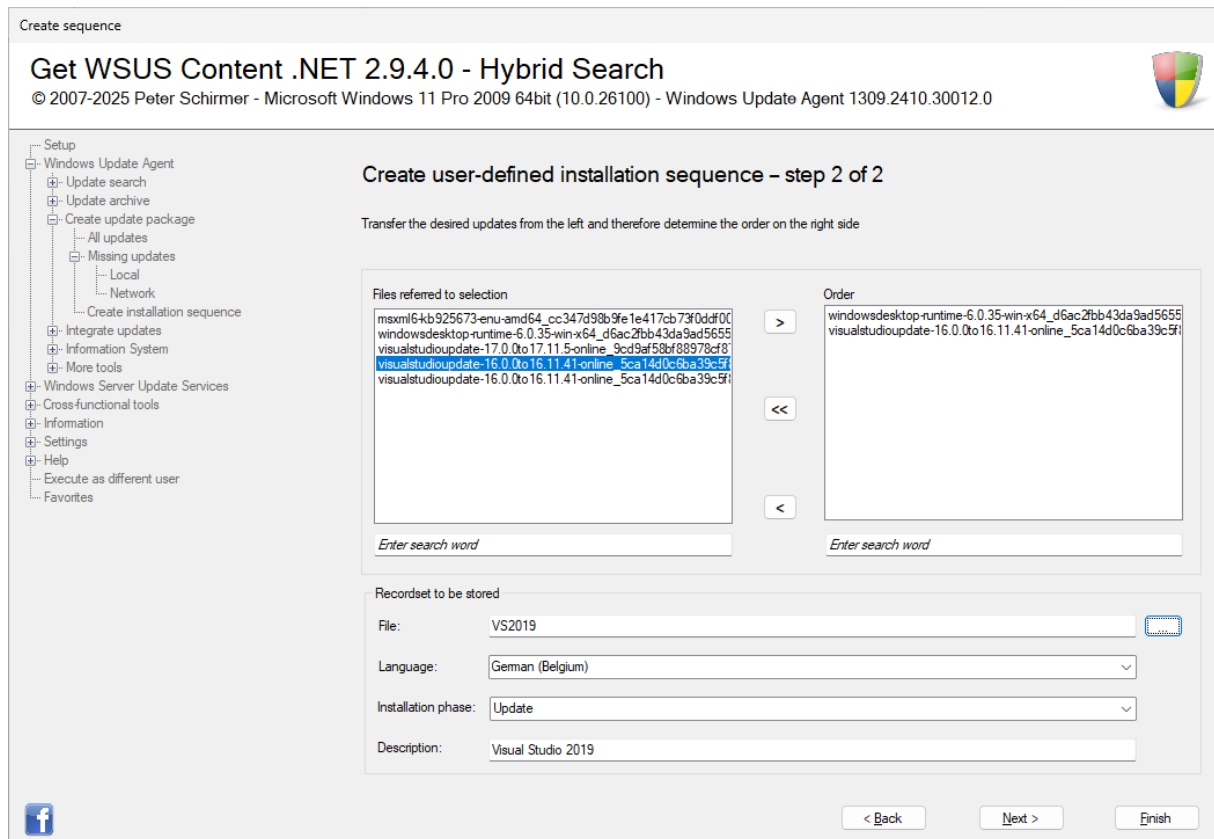 Create sequence
Get WSUS Content .NET 2.9.4.0 - Hybrid Search
© 2007-2025 Peter Schirmer - Microsoft Windows 11 Pro 2009 64bit (10.0.26100) - Windows Update Agent 1309.2410.30012.0
Setup
Windows Update Agent
Update search
Update archive
Create update package
All updates
Missing updates
Local
Network
Create installation sequence
Integrate updates
Information System
More tools
Windows Server Update Services
Cross-functional tools
Information
Settings
Help
Execute as different user
Favorites
Create user-defined installation sequence – step 2 of 2
Transfer the desired updates from the left and therefore determine the order on the right side
Files referred to selection
msxml6-kb925673-enu-amd64_cc347d98b9fe1e417cb73f0ddf00
windowsdesktop-runtime-6.0.35-win-x64_d6ac2fbb43da9ad5655
visualstudioupdate-17.0.0to17.11.5-online_9cd9af58bf88978cf8
visualstudioupdate-16.0.0to16.11.41-online_5ca14d0c6ba39c5f
visualstudioupdate-16.0.0to16.11.41-online_5ca14d0c6ba39c5f
Enter search word
>
<<
<
Order
windowsdesktop-runtime-6.0.35-win-x64_d6ac2fbb43da9ad5655
visualstudioupdate-16.0.0to16.11.41-online_5ca14d0c6ba39c5f
Enter search word
Recordset to be stored
File: VS2019 ...
Language: German (Belgium)
Installation phase: Update
Description: Visual Studio 2019
f
< Back Next > Finish